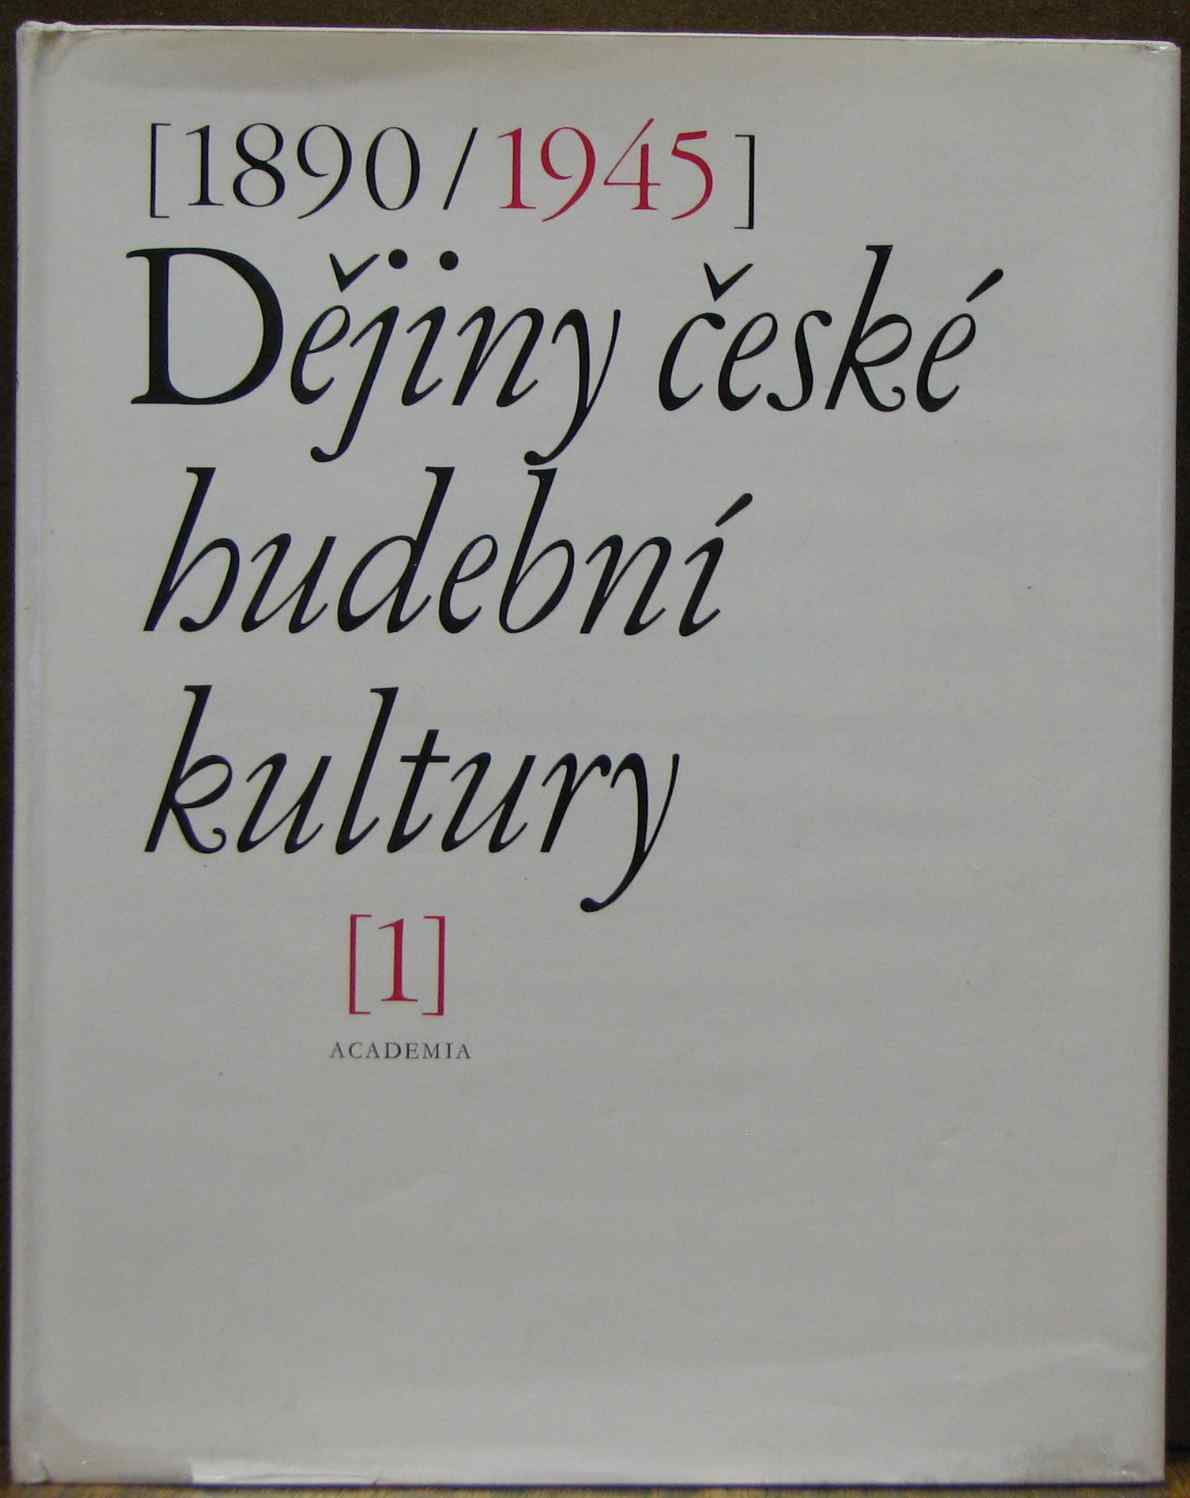 [1890/1945]
Dějiny české
hudební
kultury
[1]
ACADEMIA